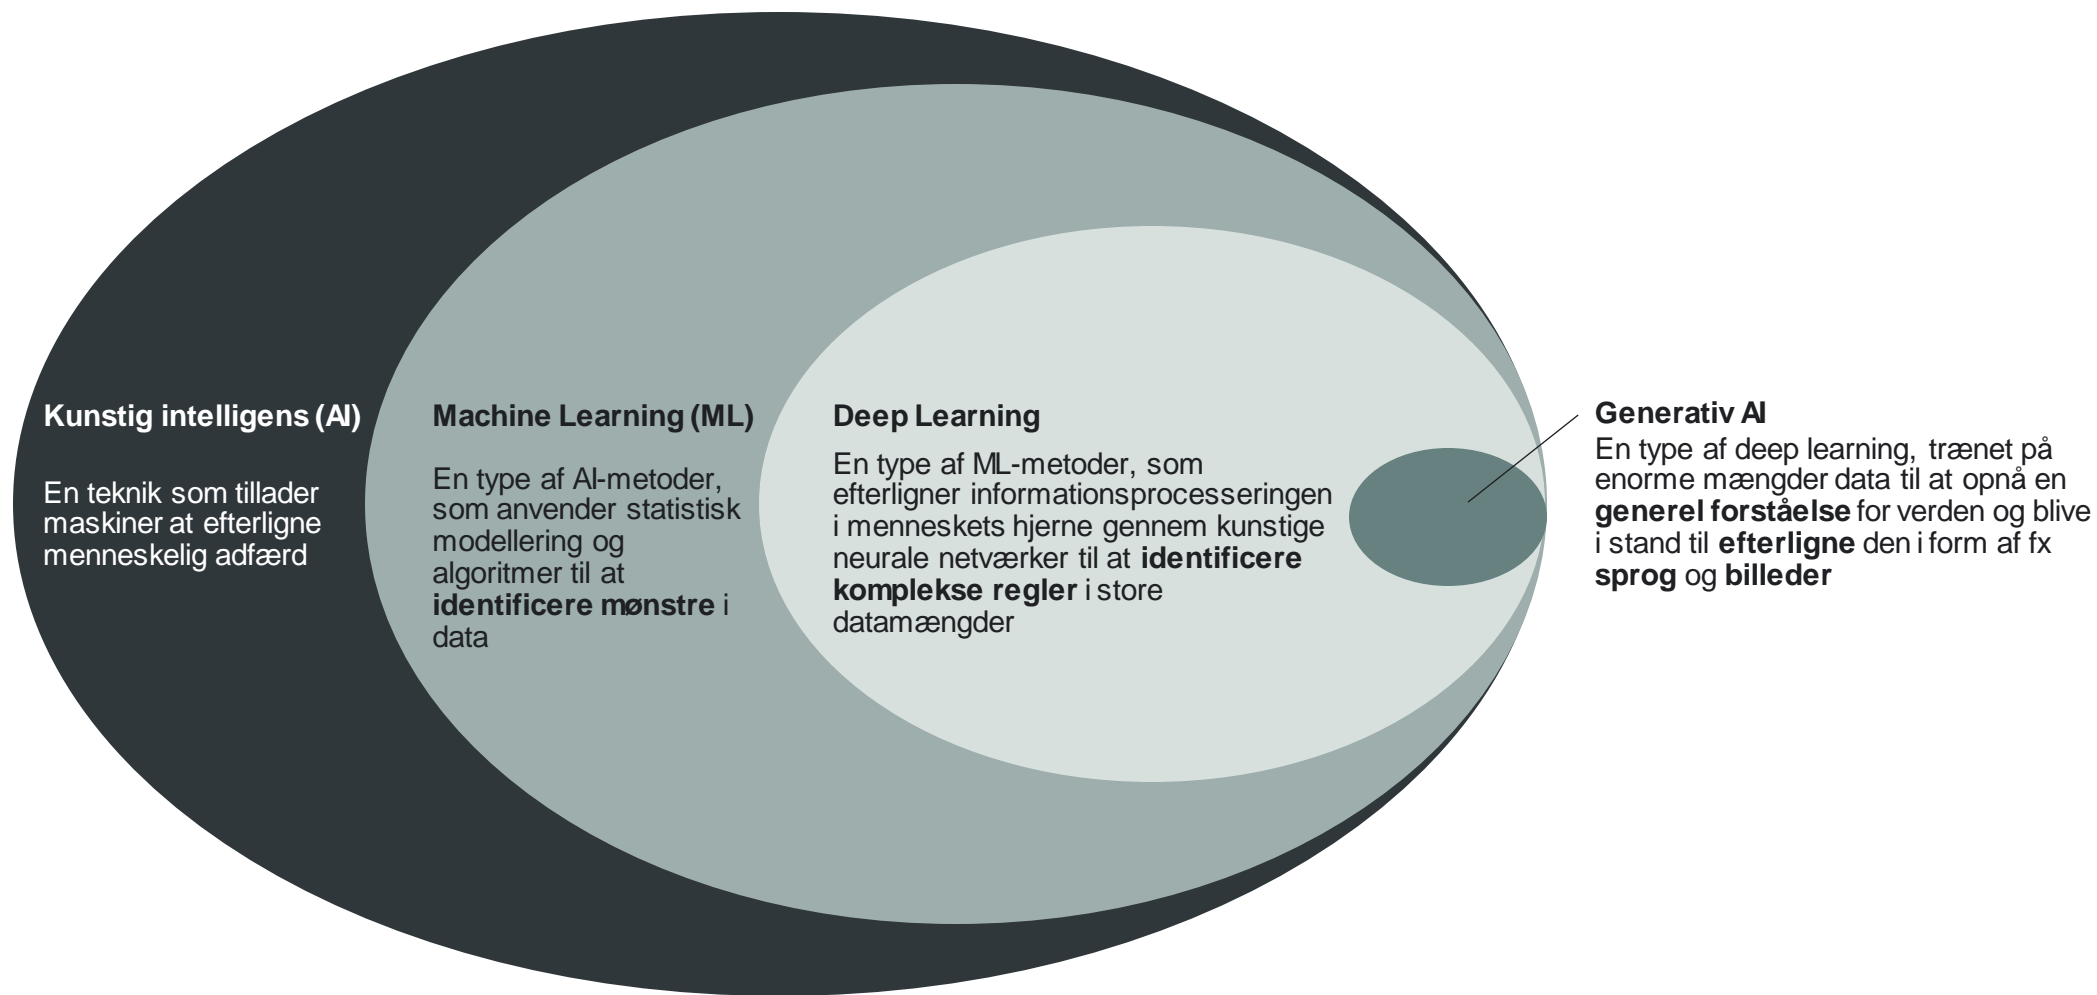 Kunstig intelligens (AI)
En teknik som tillader
maskiner at efterligne
menneskelig adfærd
Machine Learning (ML)
En type af AI-metoder,
som anvender statistisk
modellering og
algoritmer til at
identificere mønstre i
data
Deep Learning
En type af ML-metoder, som
efterligner informationsprocesseringen
i menneskets hjerne gennem kunstige
neurale netværker til at identificere
komplekse regler i store
datamængder
Generativ AI
En type af deep learning, trænet på
enorme mængder data til at opnå en
generel forståelse for verden og blive
i stand til efterligne den i form af fx
sprog og billeder